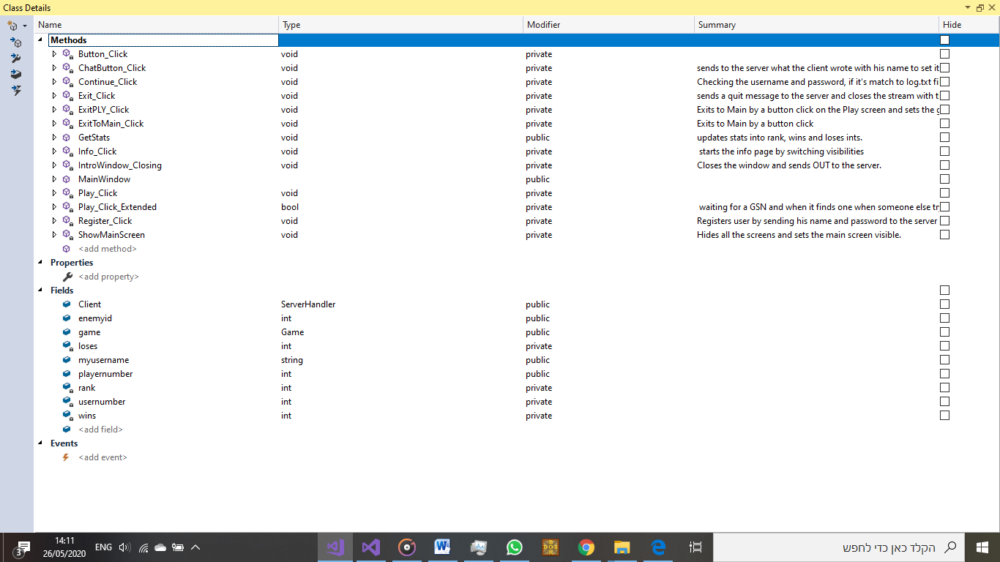 Class Details
Name Type Modifier Summary Hide
Methods
Button_Click void private
ChatButton_Click void private sends to the server what the client wrote with his name to set it
Continue_Click void private Checking the username and password, if it's match to log.txt fi
Exit_Click void private sends a quit message to the server and closes the stream with t
ExitPLY_Click void private Exits to Main by a button click on the Play screen and sets the g
ExitToMain_Click void private Exits to Main by a button click
GetStats void public updates stats into rank, wins and loses ints.
Info_Click void private starts the info page by switching visibilities
IntroWindow_Closing void private Closes the window and sends OUT to the server.
MainWindow public
Play_Click void private
Play_Click_Extended bool private waiting for a GSN and when it finds one when someone else tr
Register_Click void private Registers user by sending his name and password to the server
ShowMainScreen void private Hides all the screens and sets the main screen visible.
<add method>
Properties
<add property>
Fields
Client ServerHandler public
enemyid int public
game Game public
loses int private
myusername string public
playernumber int public
rank int private
usernumber int private
wins int private
<add field>
Events
<add event>
3
14:11
26/05/2020
ENG
W
DOS
הקלד כאן כדי לחפש